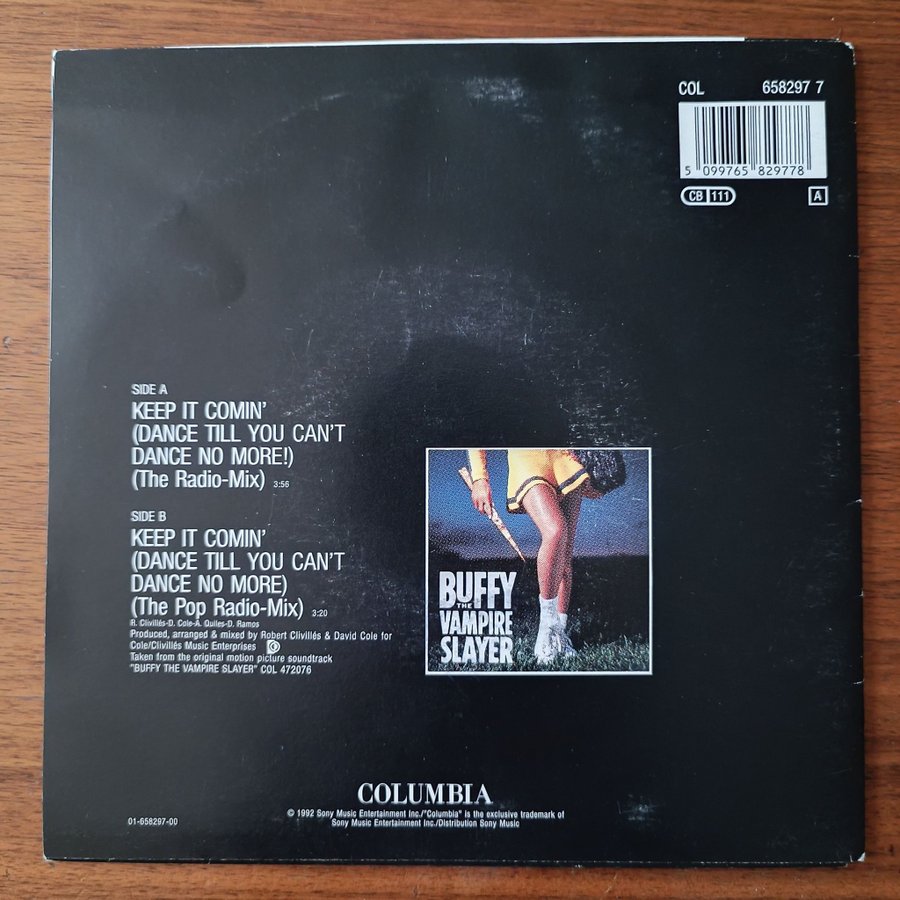 COL 658297 7
5 099765 829778
CB 111 A
SIDE A
KEEP IT COMIN'
(DANCE TILL YOU CAN'T
DANCE NO MORE!)
(The Radio-Mix) 3:56
SIDE B
KEEP IT COMIN'
(DANCE TILL YOU CAN'T
DANCE NO MORE)
(The Pop Radio-Mix) 3:20
R. Clivillés-D. Cole-A. Quiles-D. Ramos
Produced, arranged & mixed by Robert Clivillés & David Cole for
Cole/Clivillés Music Enterprises
Taken from the original motion picture soundtrack
"BUFFY THE VAMPIRE SLAYER" COL 472076
BUFFY
THE
VAMPIRE
SLAYER
COLUMBIA
© 1992 Sony Music Entertainment Inc./"Columbia" is the exclusive trademark of
Sony Music Entertainment Inc./Distribution Sony Music
01-658297-00